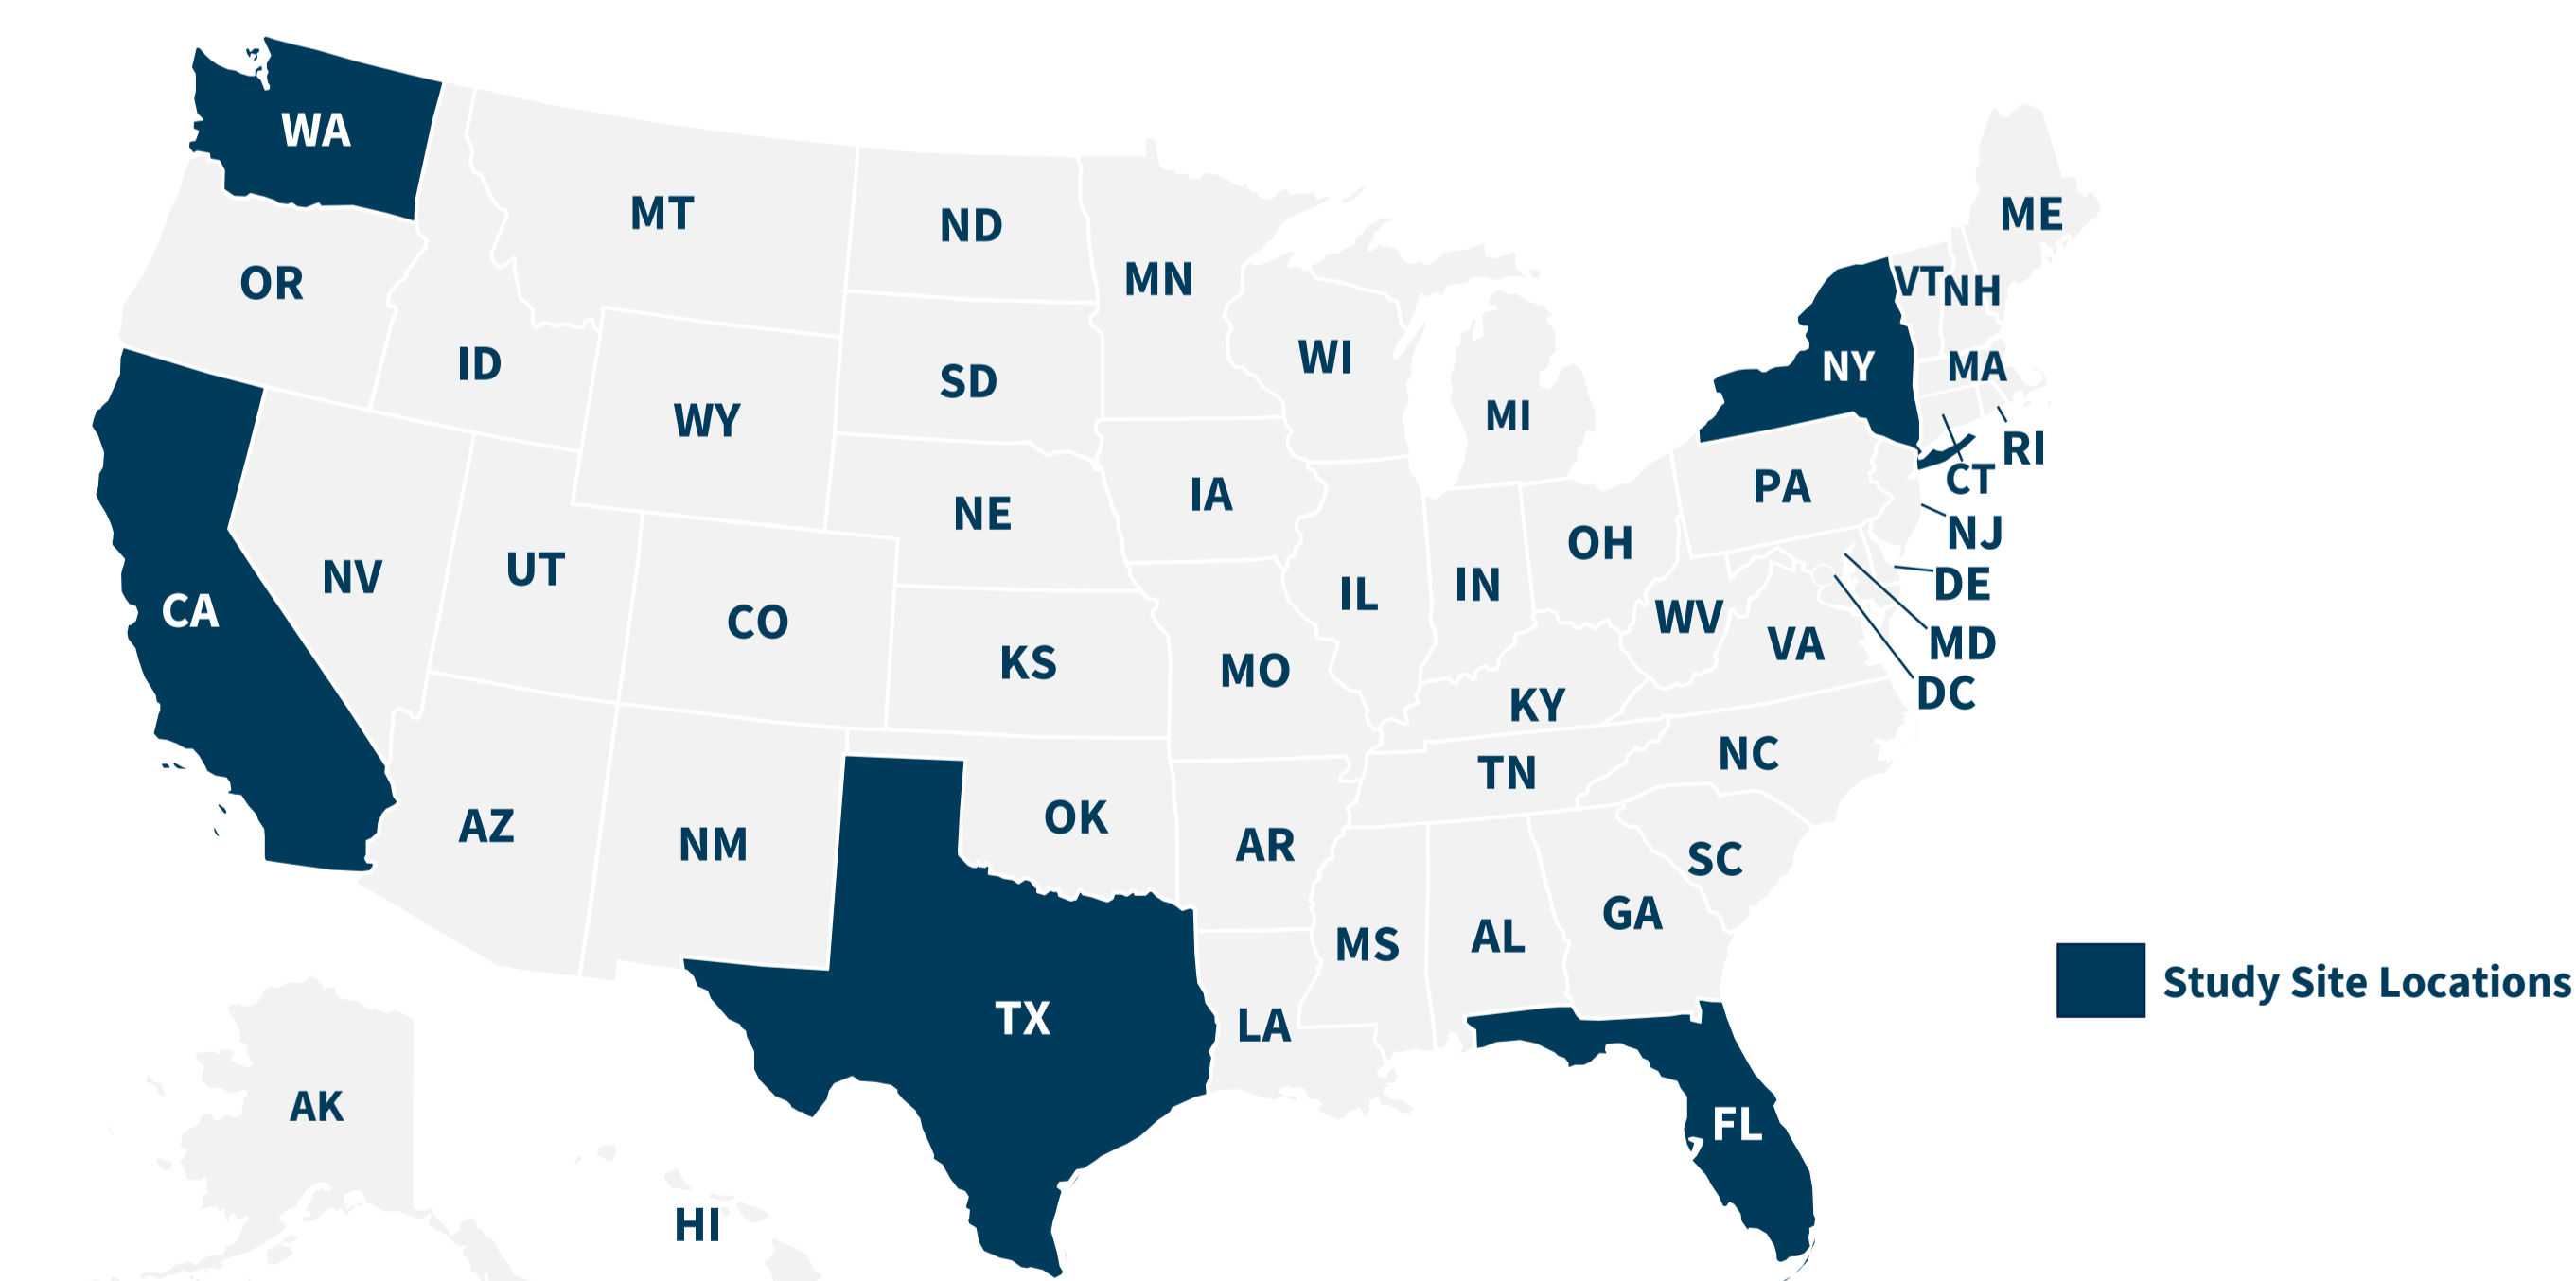 WA
MT
ND
ME
OR
MN
VT
NH
ID
WI
NY
MA
SD
WY
MI
RI
CT
PA
IA
NE
NJ
OH
NV
UT
DE
IN
IL
CA
CO
WV
VA
MD
KS
MO
DC
KY
NC
TN
OK
AZ
NM
AR
SC
GA
MS
AL
Study Site Locations
TX
LA
AK
FL
HI